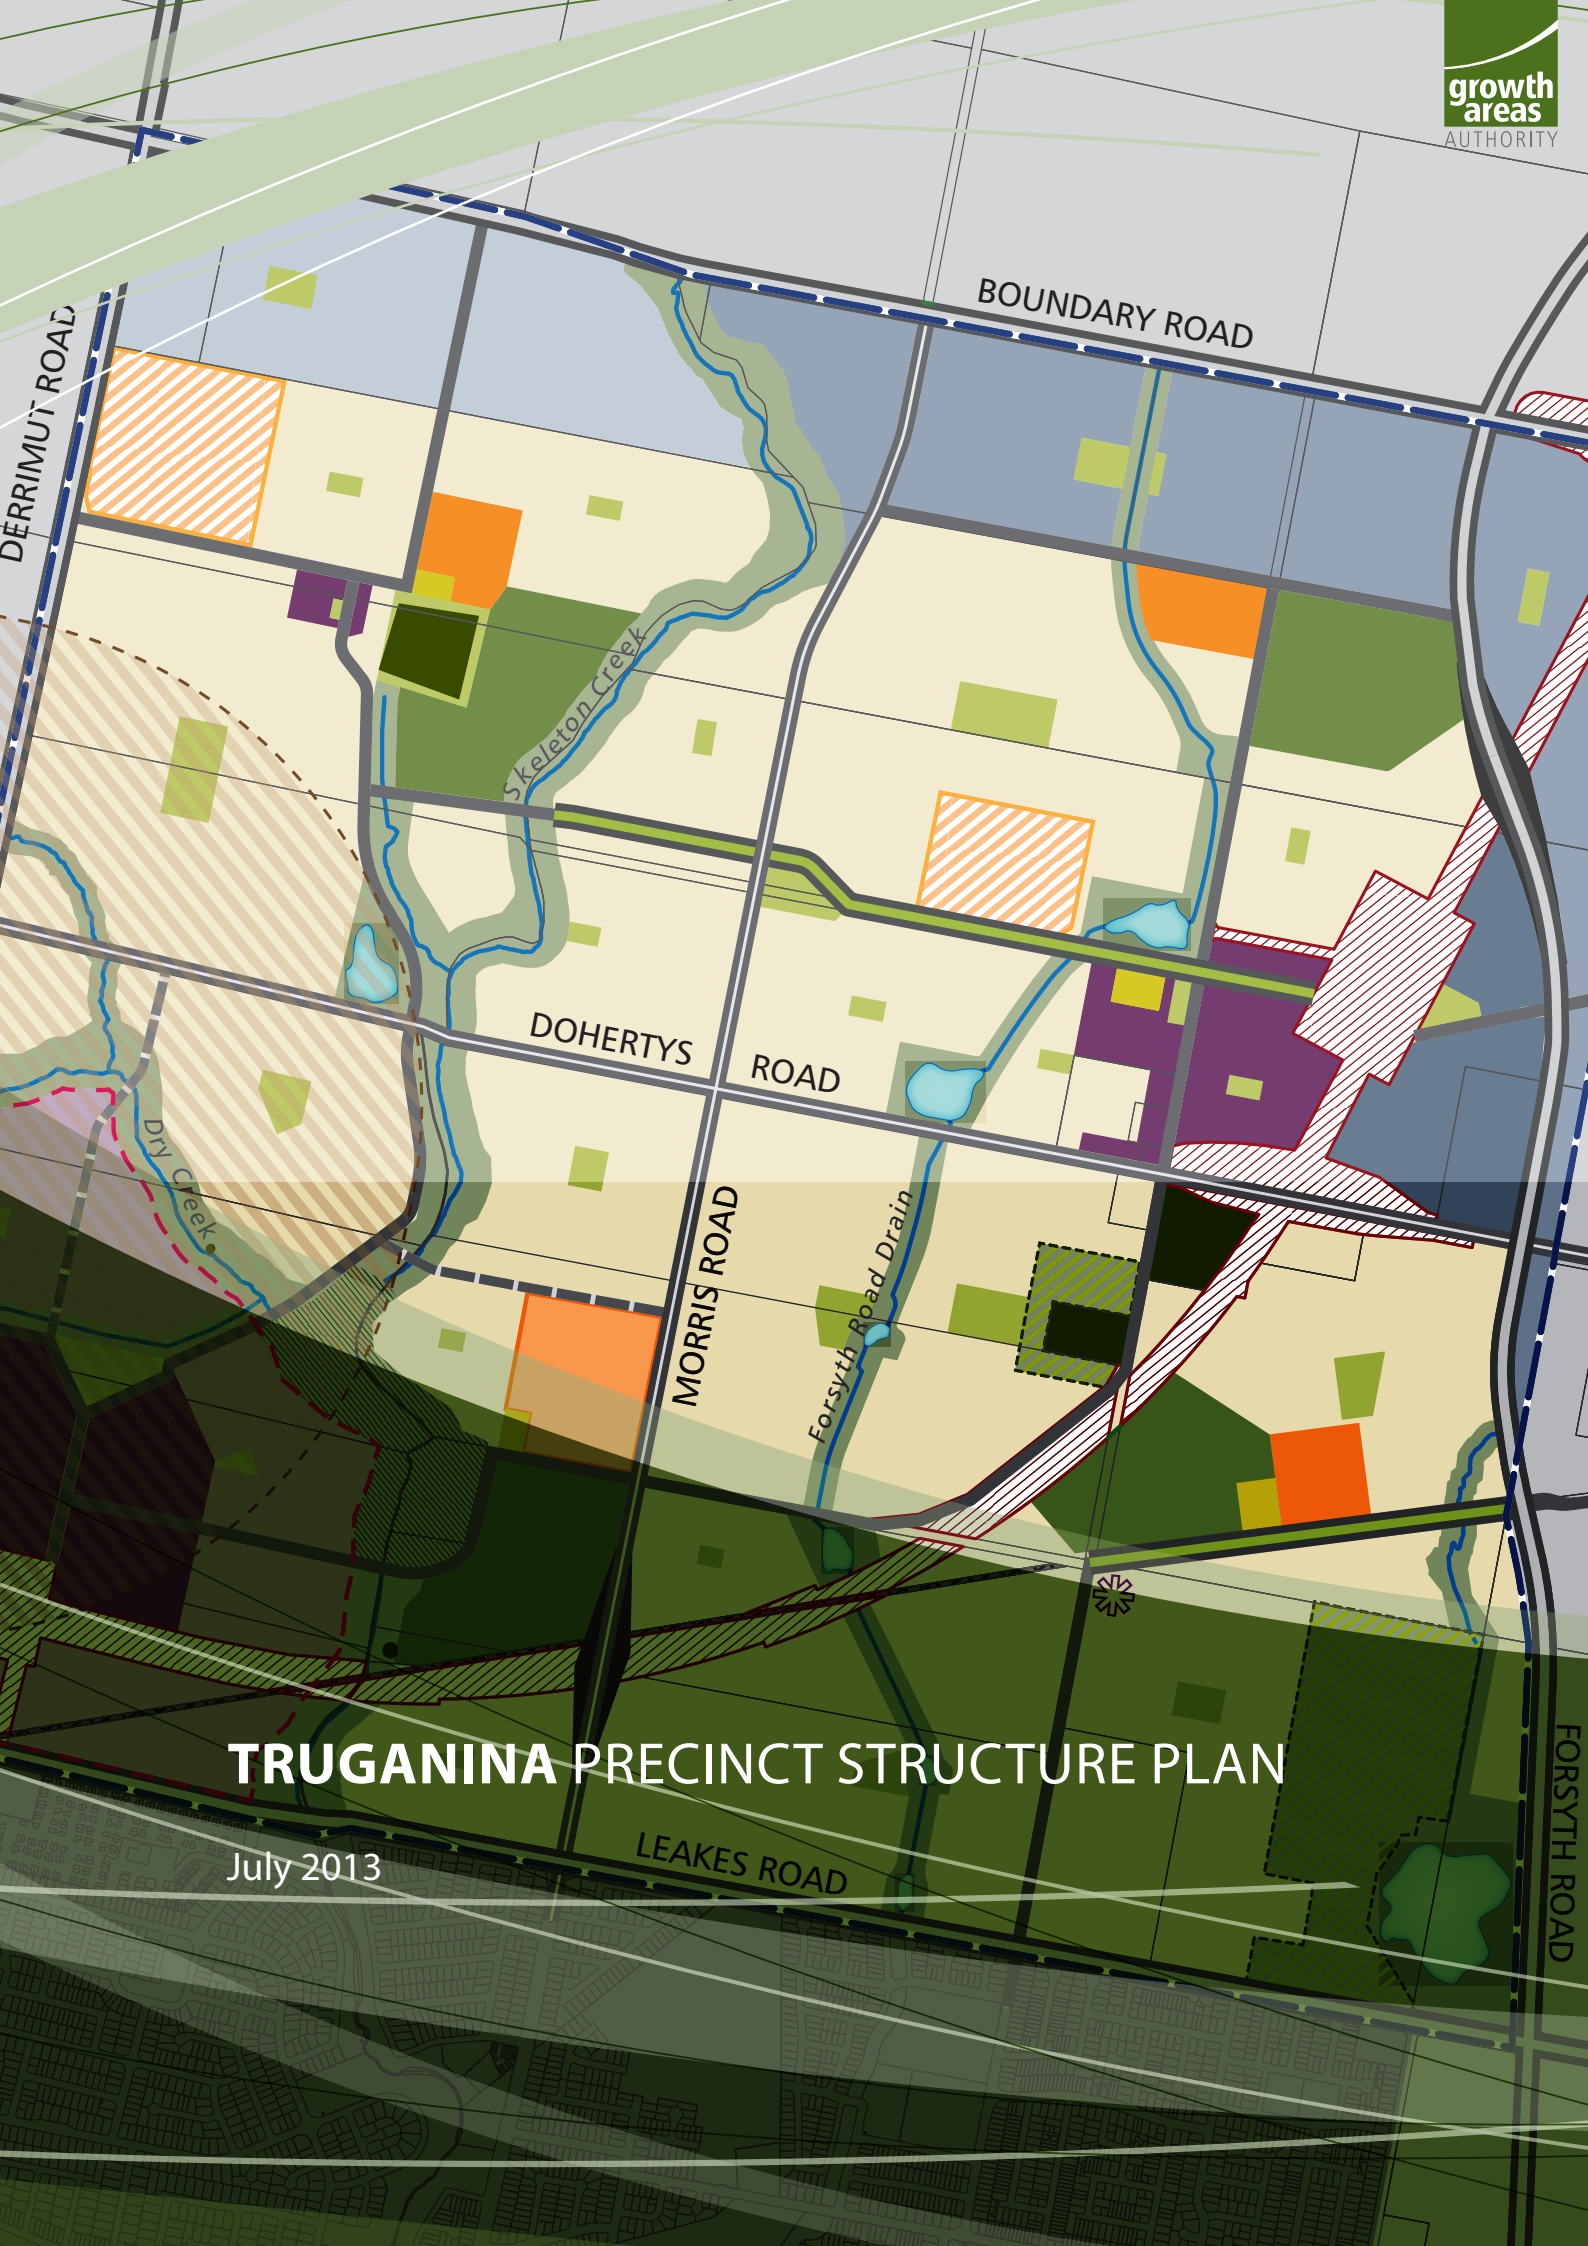 growth
areas
AUTHORITY
BOUNDARY ROAD
DERRIMUT ROAD
Skeleton Creek
DOHERTYS
ROAD
Dry Creek
MORRIS ROAD
Forsyth Road Drain
TRUGANINA PRECINCT STRUCTURE PLAN
July 2013
LEAKES ROAD
FORSYTH ROAD